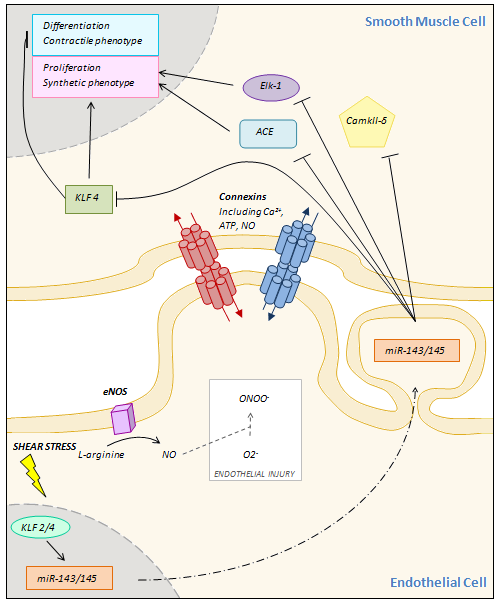 Smooth Muscle Cell
Differentiation
Contractile phenotype
Proliferation
Synthetic phenotype
Elk-1
ACE
CamkII-δ
KLF 4
Connexins
Including Ca²⁺,
ATP, NO
miR-143/145
eNOS
ONOO⁻
SHEAR STRESS
L-arginine
NO
O2⁻
ENDOTHELIAL INJURY
KLF 2/4
miR-143/145
Endothelial Cell